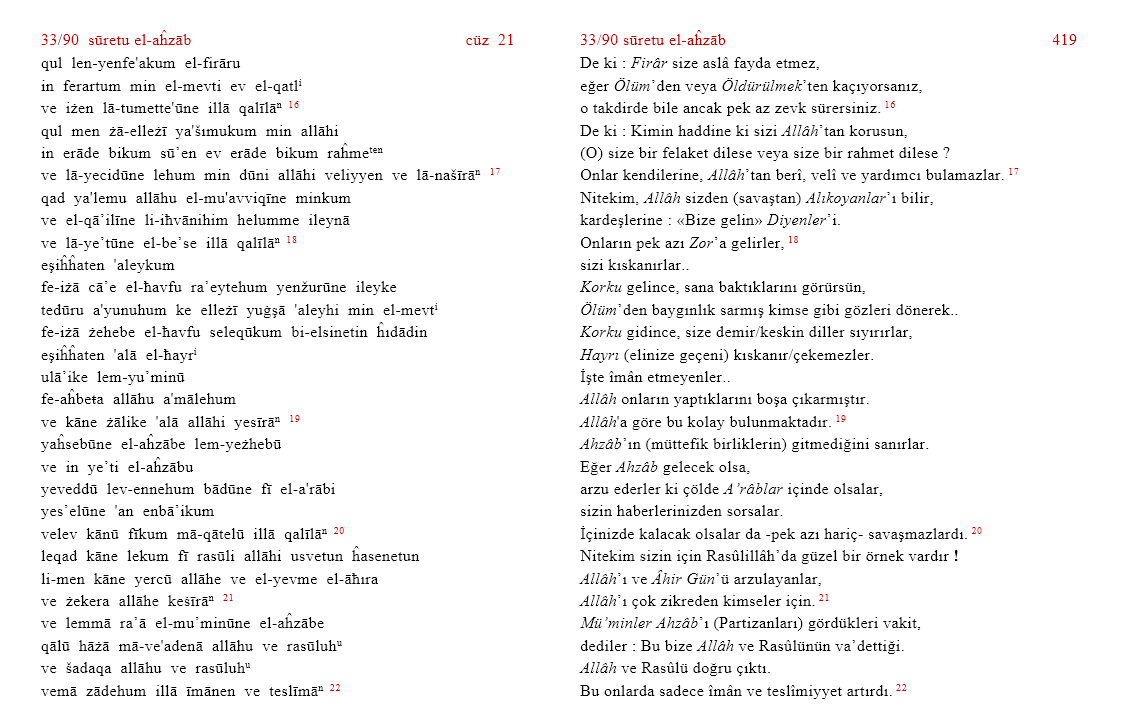 33/90 sūretu el-aĥzāb cüz 21
qul len-yenfe'akum el-firāru
in ferartum min el-mevti ev el-qatlⁱ
ve iżen lā-tumette'ūne illā qalīlāⁿ 16
qul men żā-elleżī ya'šımukum min allāhi
in erāde bikum sū’en ev erāde bikum raĥmeᵗᵉⁿ
ve lā-yecidūne lehum min dūni allāhi veliyyen ve lā-našīrāⁿ 17
qad ya'lemu allāhu el-mu'avviqīne minkum
ve el-qā’ilīne li-iħvānihim helumme ileynā
ve lā-ye’tūne el-be’se illā qalīlāⁿ 18
eşiĥĥaten 'aleykum
fe-iżā cā’e el-ħavfu ra’eytehum yenžurūne ileyke
tedūru a'yunuhum ke elleżī yuġşā 'aleyhi min el-mevtⁱ
fe-iżā żehebe el-ħavfu seleqūkum bi-elsinetin ĥıdādin
eşiĥĥaten 'alā el-ħayrⁱ
ulā’ike lem-yu’minū
fe-aĥbeŧa allāhu a'mālehum
ve kāne żālike 'alā allāhi yesīrāⁿ 19
yaĥsebūne el-aĥzābe lem-yeżhebū
ve in ye’ti el-aĥzābu
yeveddū lev-ennehum bādūne fī el-a'rābi
yes’elūne 'an enbā’ikum
velev kānū fīkum mā-qātelū illā qalīlāⁿ 20
leqad kāne lekum fī rasūli allāhi usvetun ĥasenetun
li-men kāne yercū allāhe ve el-yevme el-āħıra
ve żekera allāhe keśīrāⁿ 21
ve lemmā ra’ā el-mu’minūne el-aĥzābe
qālū hāżā mā-ve'adenā allāhu ve rasūluhᵘ
ve šadaqa allāhu ve rasūluhᵘ
vemā zādehum illā īmānen ve teslīmāⁿ 22
33/90 sūretu el-aĥzāb 419
De ki : Firâr size aslâ fayda etmez,
eğer Ölüm’den veya Öldürülmek’ten kaçıyorsanız,
o takdirde bile ancak pek az zevk sürersiniz. 16
De ki : Kimin haddine ki sizi Allâh’tan korusun,
(O) size bir felaket dilese veya size bir rahmet dilese ?
Onlar kendilerine, Allâh’tan berî, velî ve yardımcı bulamazlar. 17
Nitekim, Allâh sizden (savaştan) Alıkoyanlar’ı bilir,
kardeşlerine : «Bize gelin» Diyenler’i.
Onların pek azı Zor’a gelirler, 18
sizi kıskanırlar..
Korku gelince, sana baktıklarını görürsün,
Ölüm’den baygınlık sarmış kimse gibi gözleri dönerek..
Korku gidince, size demir/keskin diller sıyırırlar,
Hayrı (elinize geçeni) kıskanır/çekemezler.
İşte îmân etmeyenler..
Allâh onların yaptıklarını boşa çıkarmıştır.
Allâh'a göre bu kolay bulunmaktadır. 19
Ahzâb’ın (müttefik birliklerin) gitmediğini sanırlar.
Eğer Ahzâb gelecek olsa,
arzu ederler ki çölde A’râblar içinde olsalar,
sizin haberlerinizden sorsalar.
İçinizde kalacak olsalar da -pek azı hariç- savaşmazlardı. 20
Nitekim sizin için Rasûlillâh’da güzel bir örnek vardır !
Allâh’ı ve Âhir Gün’ü arzulayanlar,
Allâh’ı çok zikreden kimseler için. 21
Mü’minler Ahzâb’ı (Partizanları) gördükleri vakit,
dediler : Bu bize Allâh ve Rasûlünün va’dettiği.
Allâh ve Rasûlü doğru çıktı.
Bu onlarda sadece îmân ve teslîmiyyet artırdı. 22